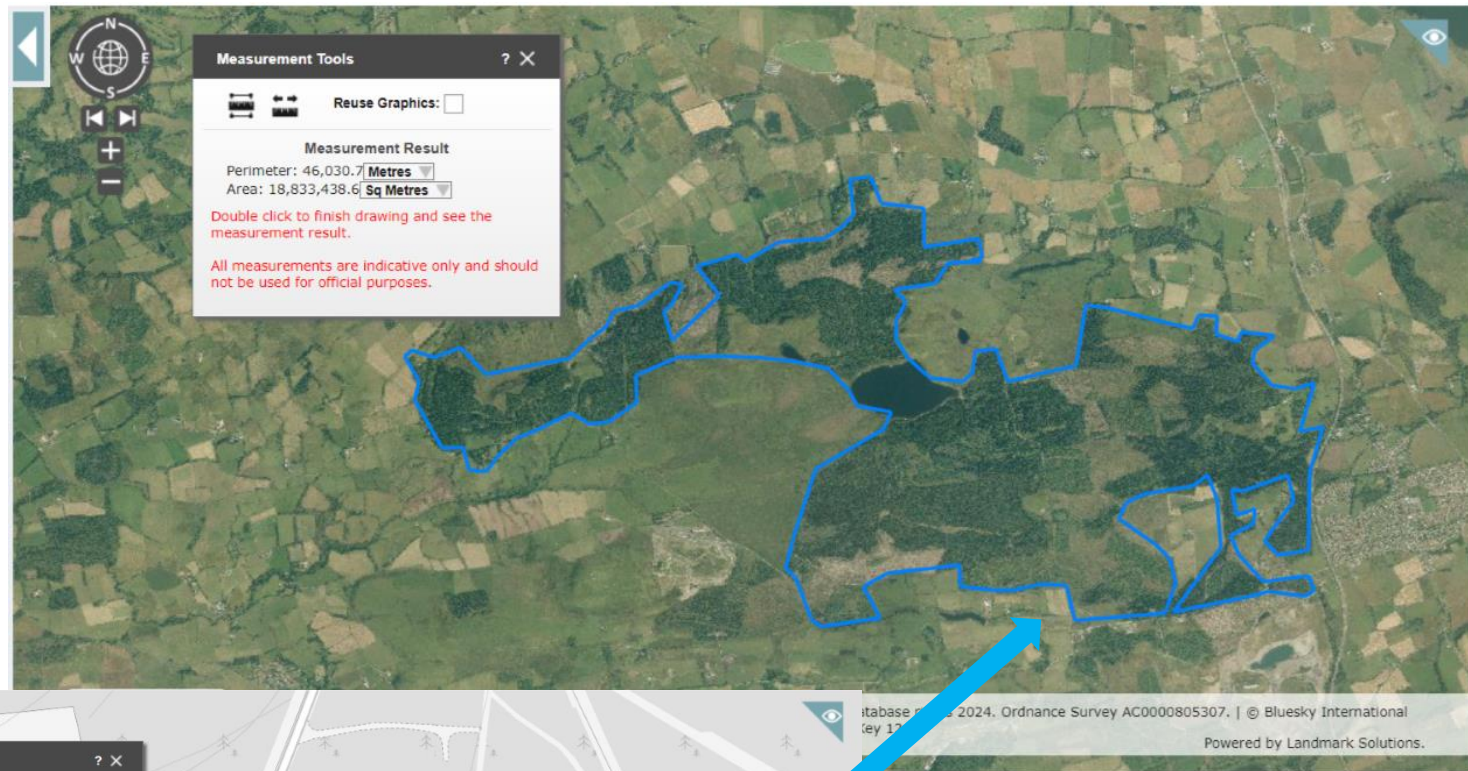 N
W E
S
Measurement Tools ? X
Reuse Graphics:
Measurement Result
Perimeter: 46,030.7 Metres
Area: 18,833,438.6 Sq Metres
Double click to finish drawing and see the
measurement result.
All measurements are indicative only and should
not be used for official purposes.
2024. Ordnance Survey AC0000805307. | © Bluesky International
Powered by Landmark Solutions.
? X